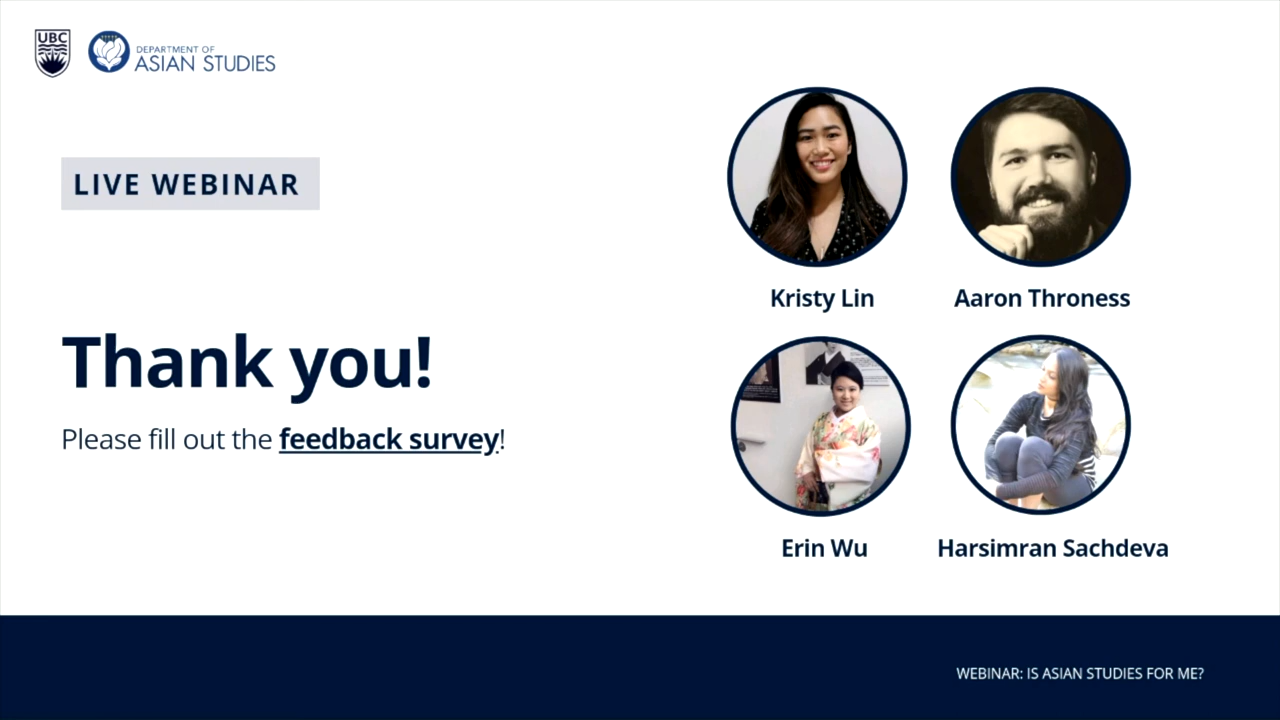 UBC
DEPARTMENT OF
ASIAN STUDIES
LIVE WEBINAR
Thank you!
Please fill out the feedback survey!
Kristy Lin
Aaron Throness
Erin Wu
Harsimran Sachdeva
WEBINAR: IS ASIAN STUDIES FOR ME?